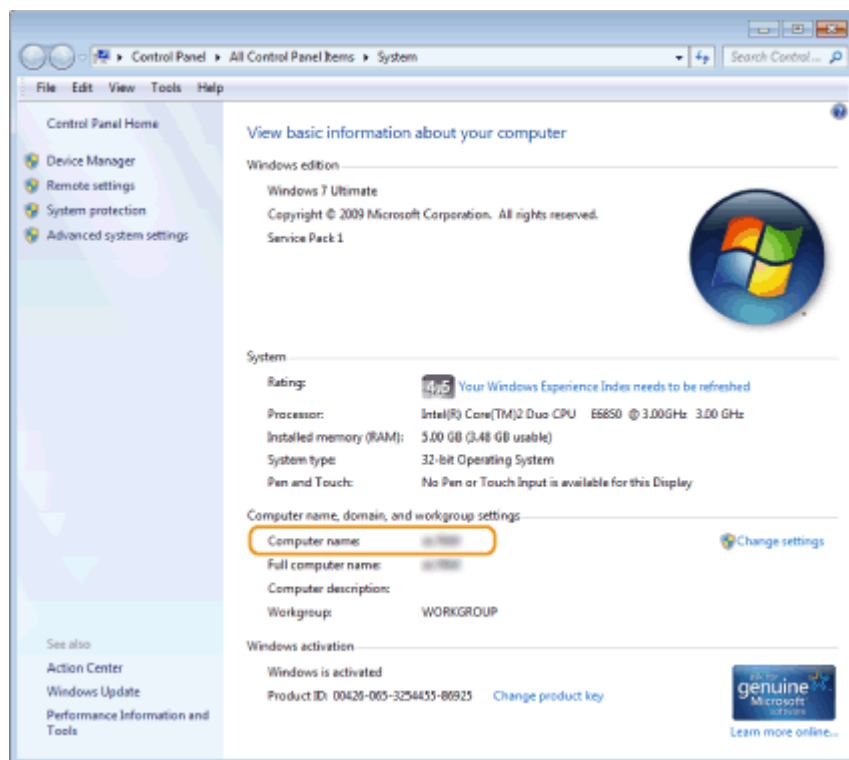 Control Panel ▸ All Control Panel Items ▸ System
Search Control ...
File Edit View Tools Help
Control Panel Home
Device Manager
Remote settings
System protection
Advanced system settings
See also
Action Center
Windows Update
Performance Information and
Tools
View basic information about your computer
Windows edition
Windows 7 Ultimate
Copyright © 2009 Microsoft Corporation. All rights reserved.
Service Pack 1
System
Rating:
4,5 Your Windows Experience Index needs to be refreshed
Processor: Intel(R) Core(TM)2 Duo CPU E6850 @ 3.00GHz 3.00 GHz
Installed memory (RAM): 5.00 GB (3.48 GB usable)
System type: 32-bit Operating System
Pen and Touch: No Pen or Touch Input is available for this Display
Computer name, domain, and workgroup settings
Computer name:
Change settings
Full computer name:
Computer description:
Workgroup: WORKGROUP
Windows activation
Windows is activated
Product ID: 00426-065-3254455-86925 Change product key
ask for
genuine
Microsoft
software
Learn more online...